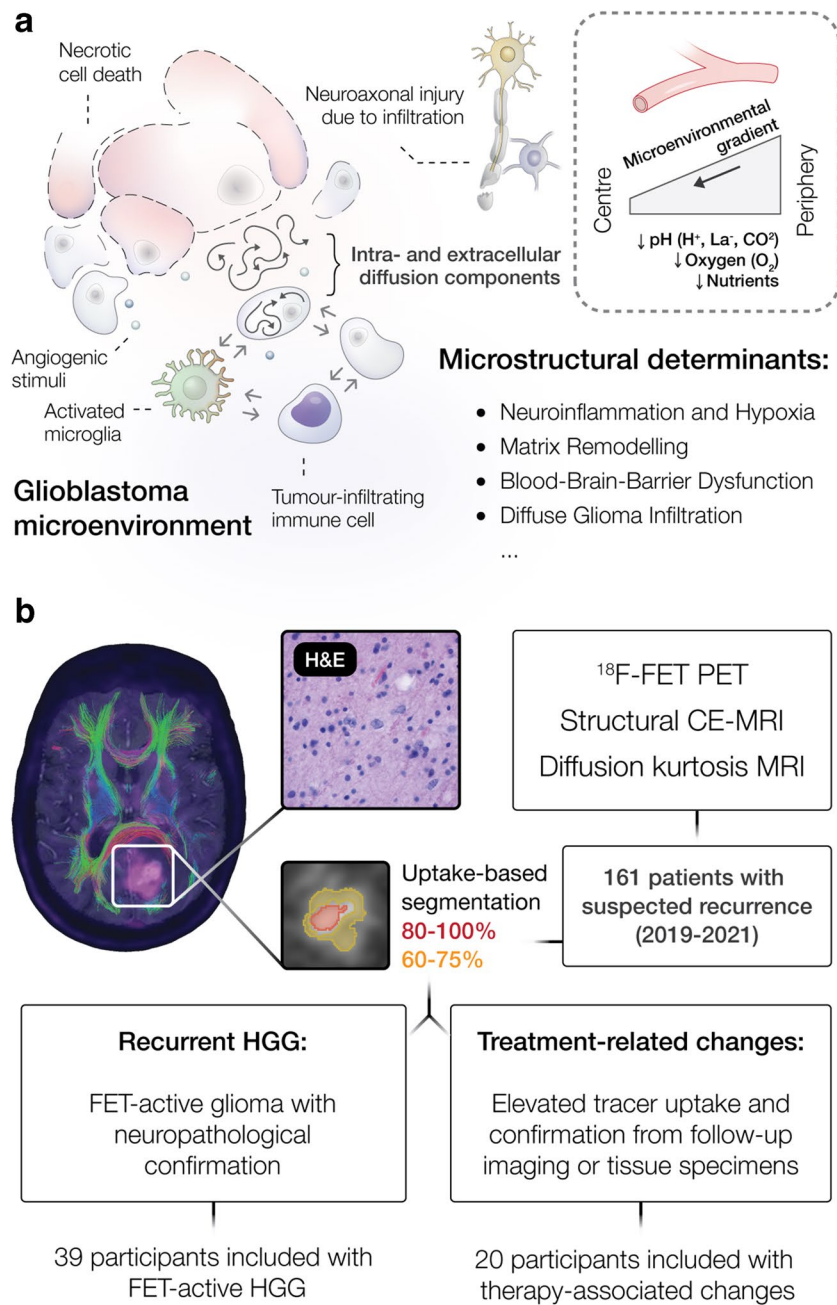 a
Necrotic
cell death
Neuroaxonal injury
due to infiltration
Microenvironmental
gradient
Centre
Periphery
↓ pH (H⁺, La⁻, CO²)
↓ Oxygen (O₂)
↓ Nutrients
Intra- and extracellular
diffusion components
Angiogenic
stimuli
Activated
microglia
Glioblastoma
microenvironment
Tumour-infiltrating
immune cell
Microstructural determinants:
• Neuroinflammation and Hypoxia
• Matrix Remodelling
• Blood-Brain-Barrier Dysfunction
• Diffuse Glioma Infiltration
...
b
H&E
¹⁸F-FET PET
Structural CE-MRI
Diffusion kurtosis MRI
Uptake-based
segmentation
80-100%
60-75%
161 patients with
suspected recurrence
(2019-2021)
Recurrent HGG:
FET-active glioma with
neuropathological
confirmation
Treatment-related changes:
Elevated tracer uptake and
confirmation from follow-up
imaging or tissue specimens
39 participants included with
FET-active HGG
20 participants included with
therapy-associated changes